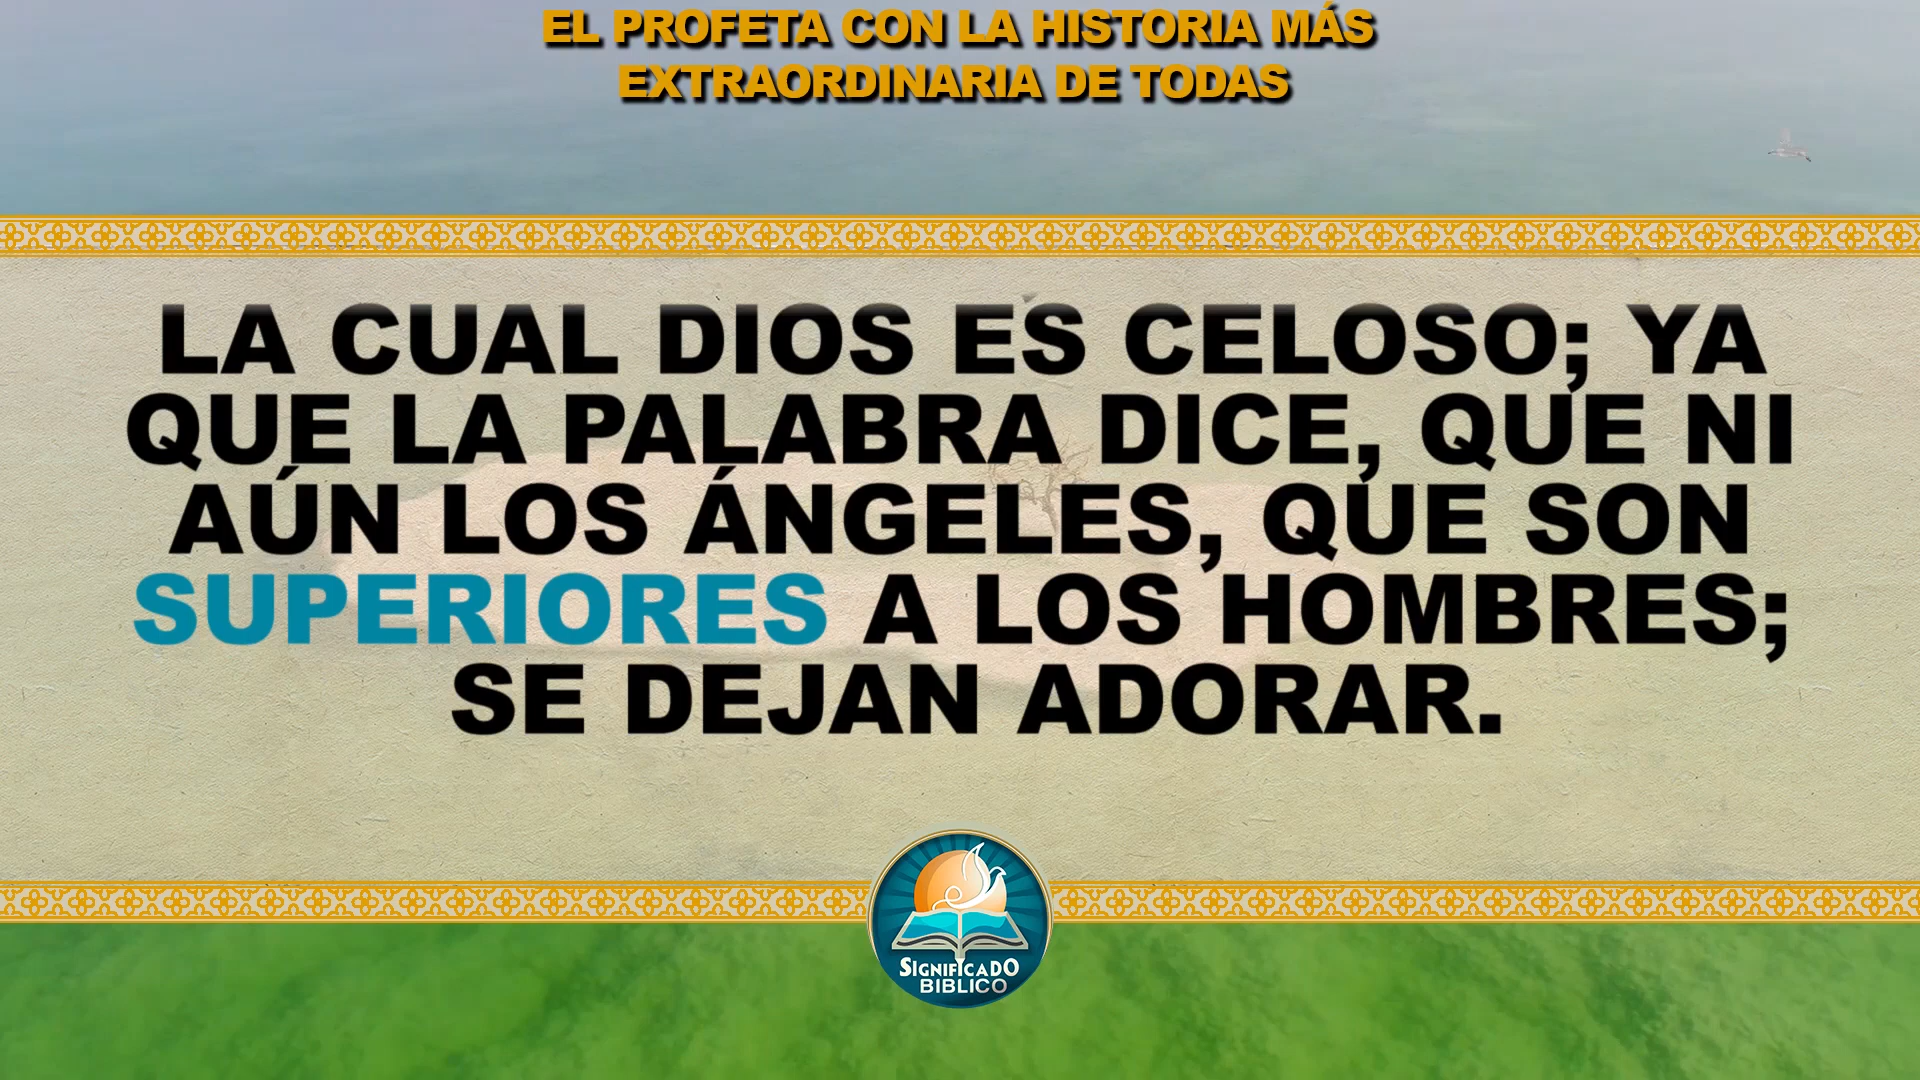 EL PROFETA CON LA HISTORIA MÁS
EXTRAORDINARIA DE TODAS
LA CUAL DIOS ES CELOSO; YA
QUE LA PALABRA DICE, QUE NI
AÚN LOS ÁNGELES, QUE SON
SUPERIORES A LOS HOMBRES;
SE DEJAN ADORAR.
SIGNIFICADO
BIBLICO